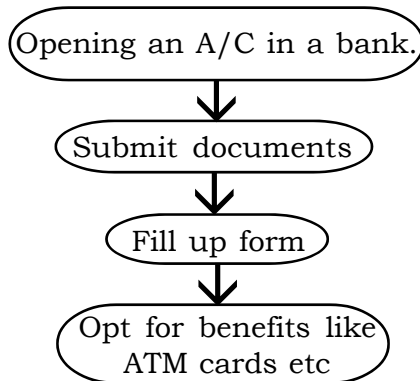 Opening an A/C in a bank.
Submit documents
Fill up form
Opt for benefits like
ATM cards etc